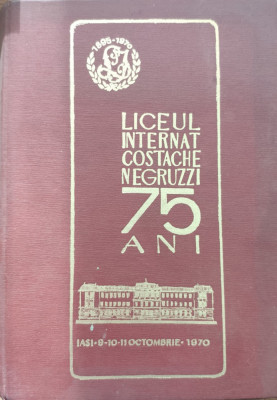 1895-1970
LICEUL
INTERNAT
COSTACHE
NEGRUZZI
75
ANI
IAȘI-9-10-11 OCTOMBRIE·1970